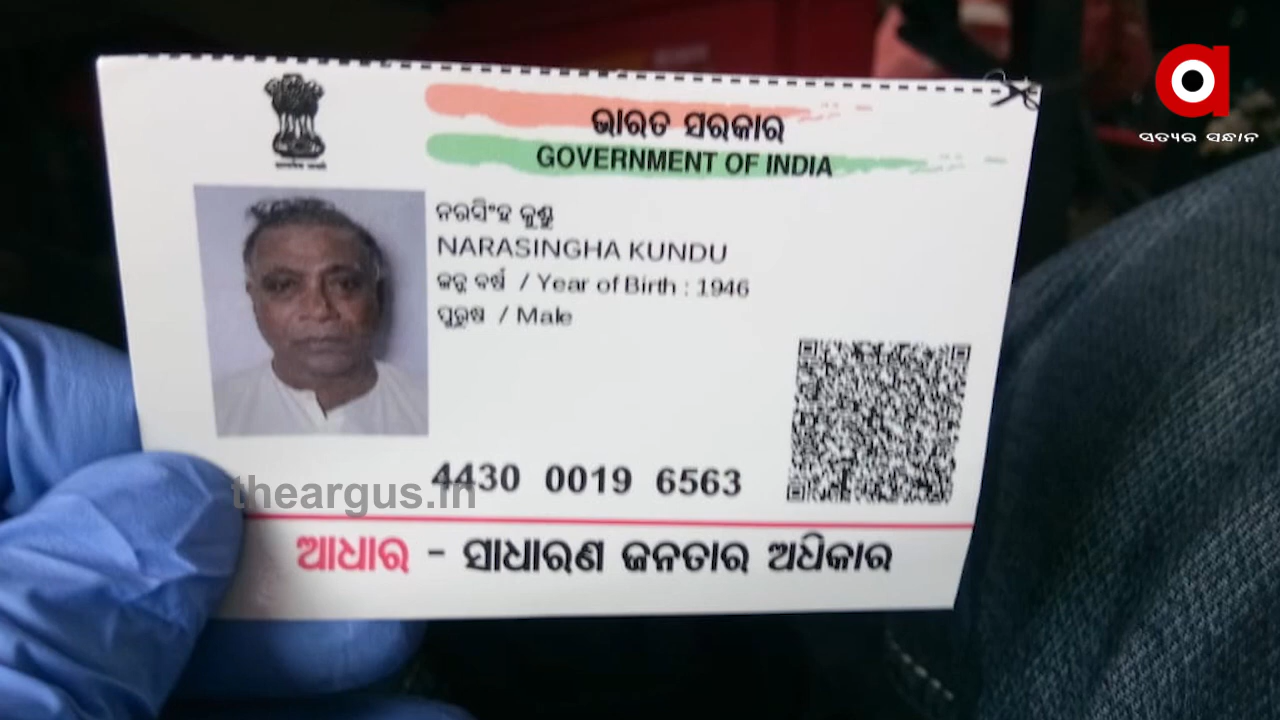 ସତ୍ୟର ସନ୍ଧାନ
ଭାରତ ସରକାର
GOVERNMENT OF INDIA
ନରସିଂହ କୁଣ୍ଡୁ
NARASINGHA KUNDU
ଜନ୍ମ ବର୍ଷ / Year of Birth : 1946
ପୁରୁଷ / Male
4430 0019 6563
theargus.in
ଆଧାର - ସାଧାରଣ ଜନତାର ଅଧିକାର